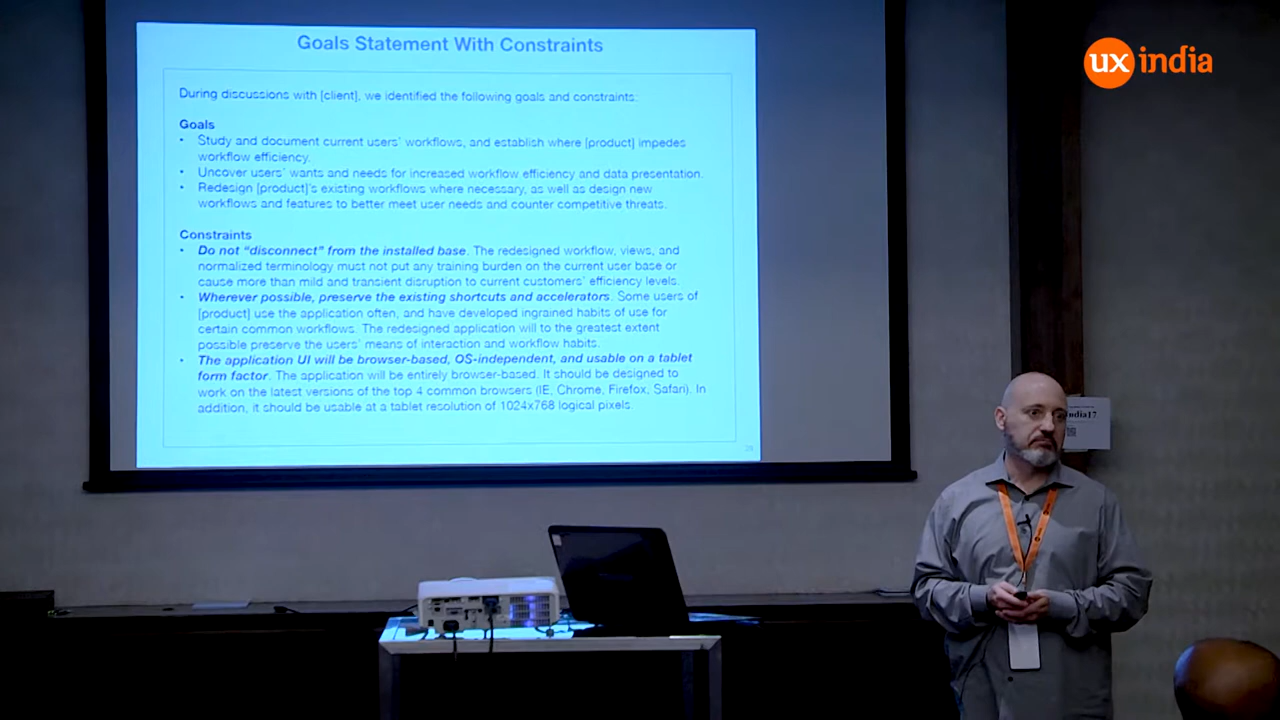 Goals Statement With Constraints
During discussions with [client], we identified the following goals and constraints:
Goals
• Study and document current users' workflows, and establish where [product] impedes
workflow efficiency.
• Uncover users' wants and needs for increased workflow efficiency and data presentation.
• Redesign [product]'s existing workflows where necessary, as well as design new
workflows and features to better meet user needs and counter competitive threats.
Constraints
• Do not "disconnect" from the installed base. The redesigned workflow, views, and
normalized terminology must not put any training burden on the current user base or
cause more than mild and transient disruption to current customers' efficiency levels.
• Wherever possible, preserve the existing shortcuts and accelerators. Some users of
[product] use the application often, and have developed ingrained habits of use for
certain common workflows. The redesigned application will to the greatest extent
possible preserve the users' means of interaction and workflow habits.
• The application UI will be browser-based, OS-independent, and usable on a tablet
form factor. The application will be entirely browser-based. It should be designed to
work on the latest versions of the top 4 common browsers (IE, Chrome, Firefox, Safari). In
addition, it should be usable at a tablet resolution of 1024x768 logical pixels.
ux india
india17